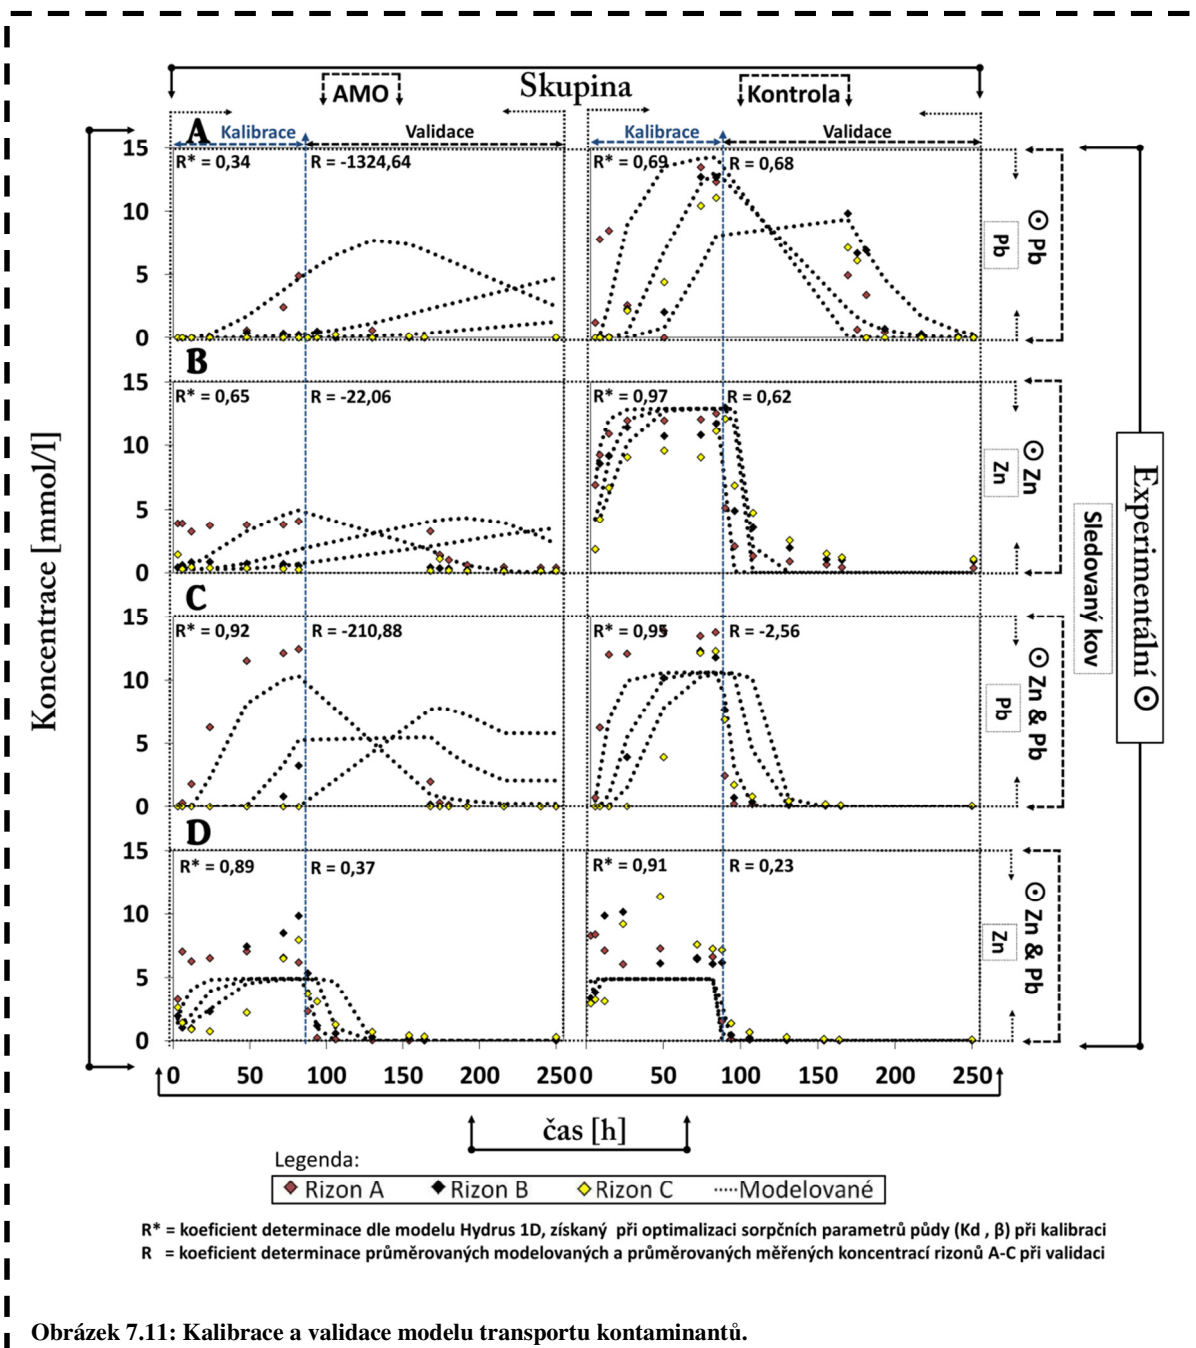 Skupina
AMO
Kontrola
A
Kalibrace
Validace
Kalibrace
Validace
15
10
5
0
R* = 0,34
R = -1324,64
R* = 0,69
R = 0,68
Pb
⊙ Pb
B
15
10
5
0
R* = 0,65
R = -22,06
R* = 0,97
R = 0,62
Zn
⊙ Zn
C
15
10
5
0
R* = 0,92
R = -210,88
R* = 0,95
R = -2,56
Pb
⊙ Zn & Pb
D
15
10
5
0
R* = 0,89
R = 0,37
R* = 0,91
R = 0,23
Zn
⊙ Zn & Pb
Koncentrace [mmol/l]
Sledovaný kov
Experimentální ⊙
0 50 100 150 200 250 0 50 100 150 200 250
čas [h]
Legenda:
Rizon A Rizon B Rizon C Modelované
R* = koeficient determinace dle modelu Hydrus 1D, získaný při optimalizaci sorpčních parametrů půdy (Kd , β) při kalibraci
R = koeficient determinace průměrovaných modelovaných a průměrovaných měřených koncentrací rizonů A-C při validaci
Obrázek 7.11: Kalibrace a validace modelu transportu kontaminantů.